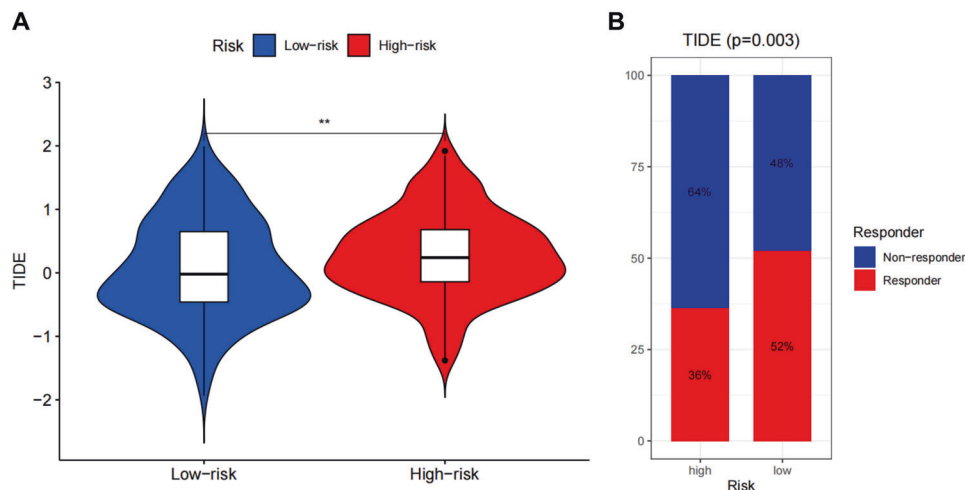 A
Risk Low-risk High-risk
3
2
1
0
-1
-2
TIDE
**
Low-risk High-risk
B
TIDE (p=0.003)
100
75
50
25
0
64%
36%
48%
52%
high low
Risk
Responder
Non-responder
Responder